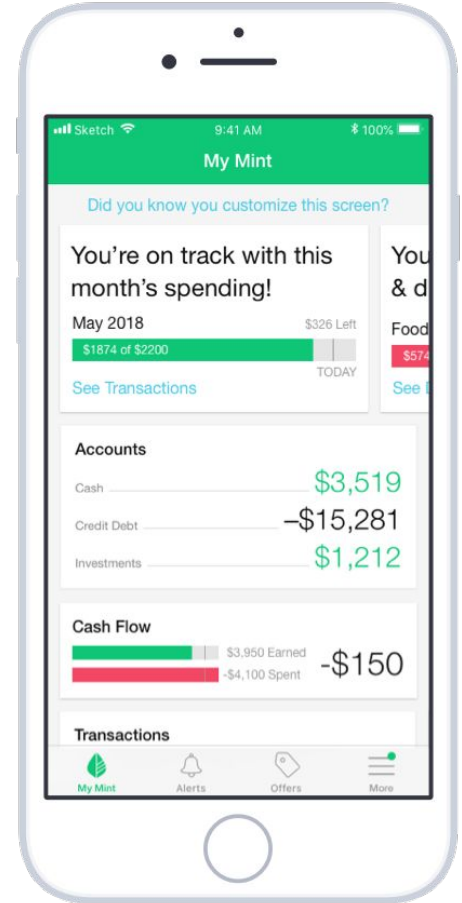 Sketch 9:41 AM 100%
My Mint
Did you know you customize this screen?
You're on track with this
month's spending!
May 2018 $326 Left
$1874 of $2200
TODAY
See Transactions
You
& d
Food
$574
See
Accounts
Cash $3,519
Credit Debt –$15,281
Investments $1,212
Cash Flow
$3,950 Earned
-$4,100 Spent
-$150
Transactions
My Mint Alerts Offers More